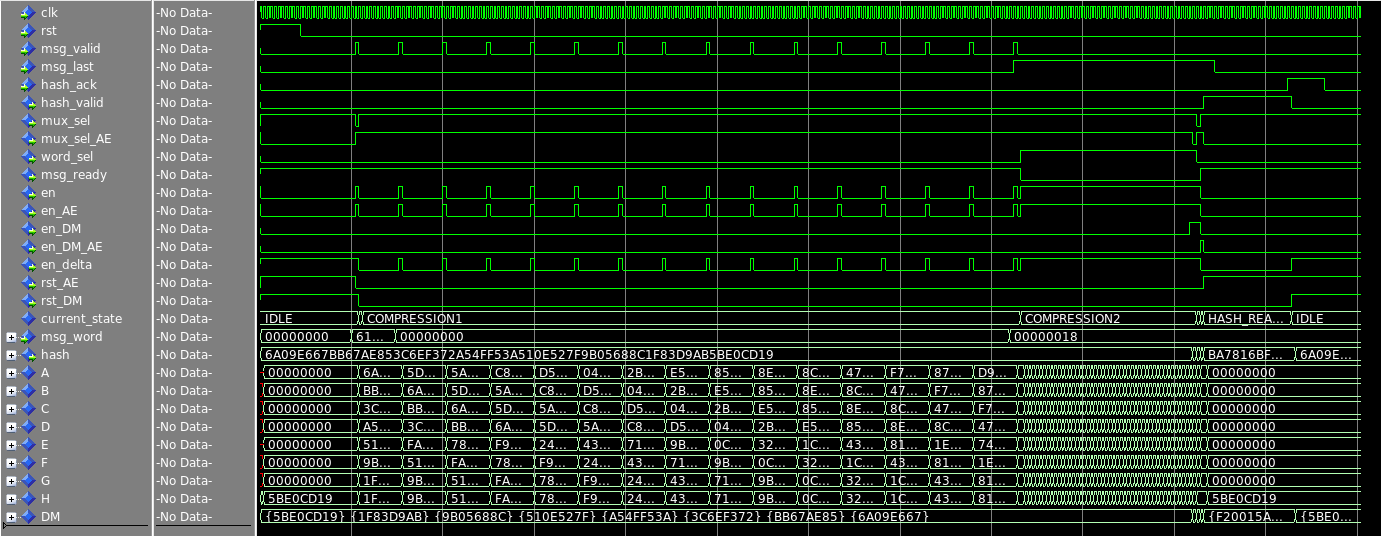 clk -No Data-
rst -No Data-
msg_valid -No Data-
msg_last -No Data-
hash_ack -No Data-
hash_valid -No Data-
mux_sel -No Data-
mux_sel_AE -No Data-
word_sel -No Data-
msg_ready -No Data-
en -No Data-
en_AE -No Data-
en_DM -No Data-
en_DM_AE -No Data-
en_delta -No Data-
rst_AE -No Data-
rst_DM -No Data-
current_state -No Data- IDLE COMPRESSION1 COMPRESSION2 HASH_REA... IDLE
msg_word -No Data- 00000000 61... 00000000 00000018
hash -No Data- 6A09E667BB67AE853C6EF372A54FF53A510E527F9B05688C1F83D9AB5BE0CD19 BA7816BF... 6A09E...
A -No Data- 00000000 6A... 5D... 5A... C8... D5... 04... 2B... E5... 85... 8E... 8C... 47... F7... 87... D9... 00000000
B -No Data- 00000000 BB... 6A... 5D... 5A... C8... D5... 04... 2B... E5... 85... 8E... 8C... 47... F7... 87... 00000000
C -No Data- 00000000 3C... BB... 6A... 5D... 5A... C8... D5... 04... 2B... E5... 85... 8E... 8C... 47... F7... 00000000
D -No Data- 00000000 A5... 3C... BB... 6A... 5D... 5A... C8... D5... 04... 2B... E5... 85... 8E... 8C... 47... 00000000
E -No Data- 00000000 51... FA... 78... F9... 24... 43... 71... 9B... 0C... 32... 1C... 43... 81... 1E... 74... 00000000
F -No Data- 00000000 9B... 51... FA... 78... F9... 24... 43... 71... 9B... 0C... 32... 1C... 43... 81... 1E... 00000000
G -No Data- 00000000 1F... 9B... 51... FA... 78... F9... 24... 43... 71... 9B... 0C... 32... 1C... 43... 81... 00000000
H -No Data- 5BE0CD19 1F... 9B... 51... FA... 78... F9... 24... 43... 71... 9B... 0C... 32... 1C... 43... 81... 5BE0CD19
DM -No Data- {5BE0CD19} {1F83D9AB} {9B05688C} {510E527F} {A54FF53A} {3C6EF372} {BB67AE85} {6A09E667} {F20015A... {5BE0...